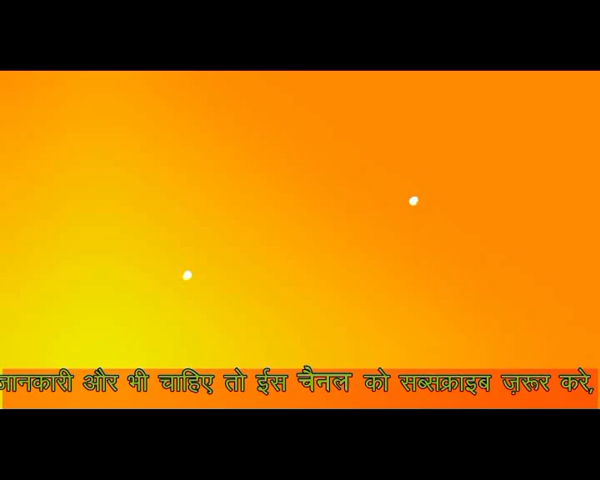 जानकारी और भी चाहिए तो ईस चैनल को सब्सक्राइब ज़रूर करे,